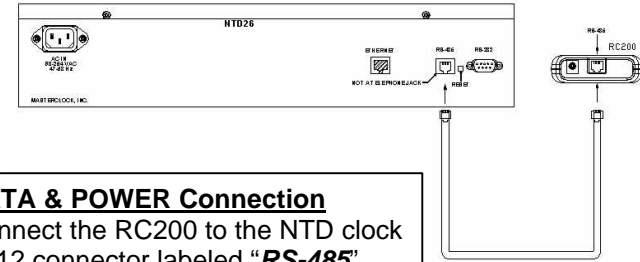 NTD26
AC IN
85-264 VAC
47-63 Hz
ETHERNET
RS-485
RS-232
NOT A TELEPHONE JACK
RESET
MASTERCLOCK, INC.
RS-485
RC200
TA & POWER Connection
nnect the RC200 to the NTD clock
12 connector labeled "RS-485"